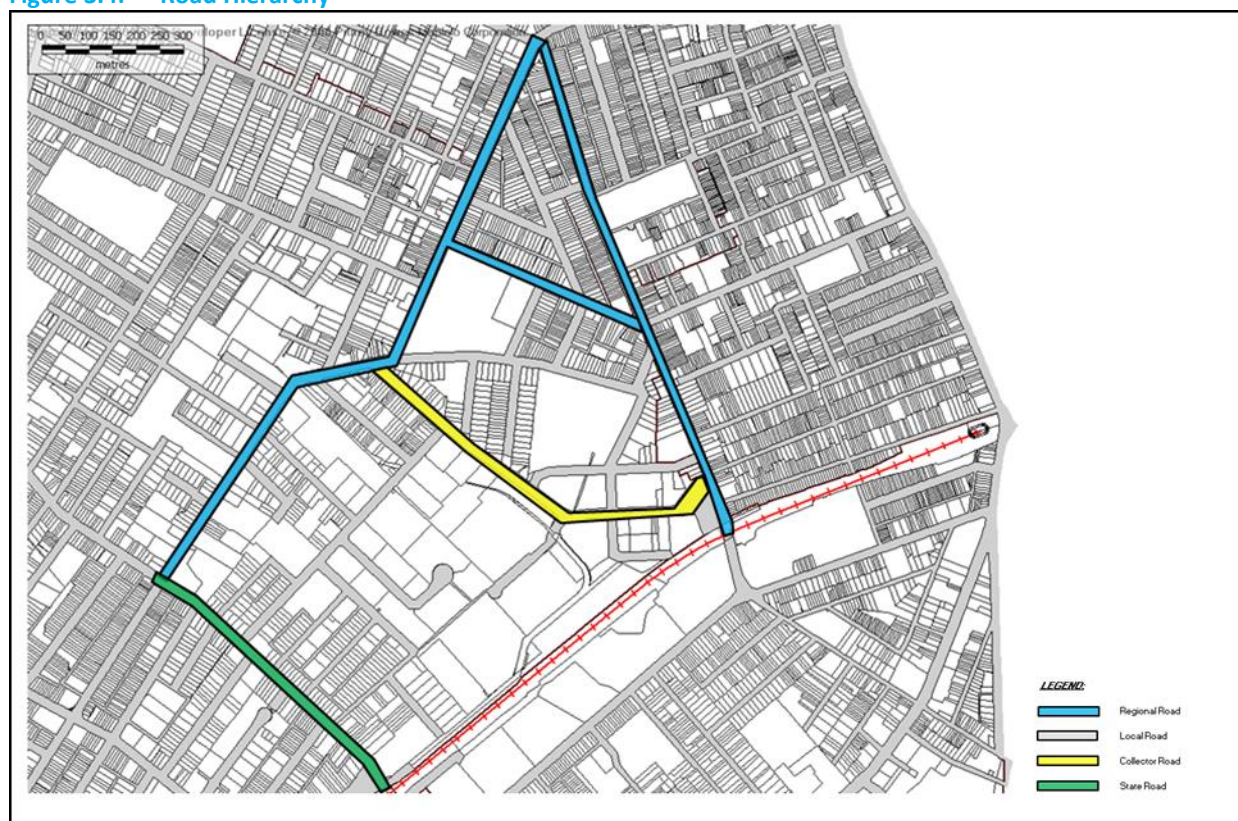 Road Hierarchy
0 50 100 150 200 250 300
metres
LEGEND:
Regional Road
Local Road
Collector Road
State Road